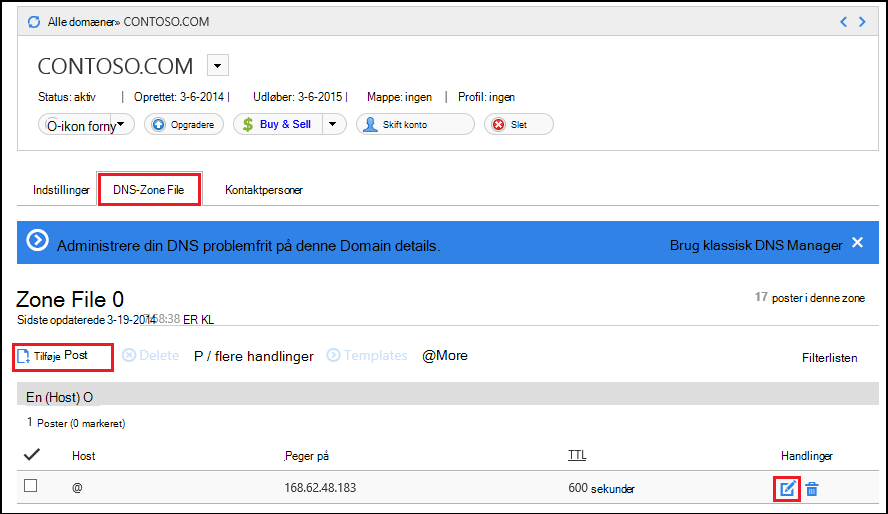 Alle domæner» CONTOSO.COM
CONTOSO.COM
Status: aktiv | Oprettet: 3-6-2014 | Udløber: 3-6-2015 | Mappe: ingen | Profil: ingen
O-ikon forny Opgradere $ Buy & Sell Skift konto Slet
Indstillinger DNS-Zone File Kontaktpersoner
Administrere din DNS problemfrit på denne Domain details. Brug klassisk DNS Manager
Zone File 0 17 poster i denne zone
Sidste opdaterede 3-19-2014 :58:38 ER KL
Tilføje Post Delete P / flere handlinger Templates @More Filterlisten
En (Host) O
1 Poster (0 markeret)
Host Peger på TTL Handlinger
@ 168.62.48.183 600 sekunder